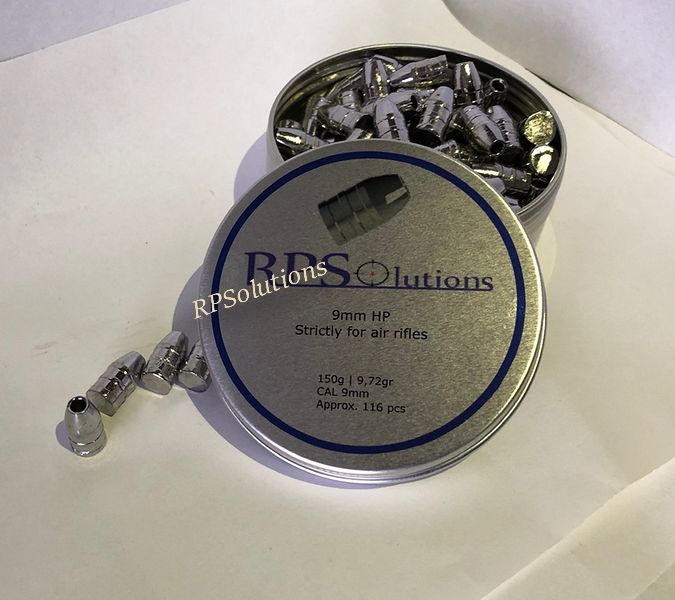 RPSolutions
RPSolutions
9mm HP
Strictly for air rifles
150g | 9,72gr
CAL 9mm
Approx. 116 pcs